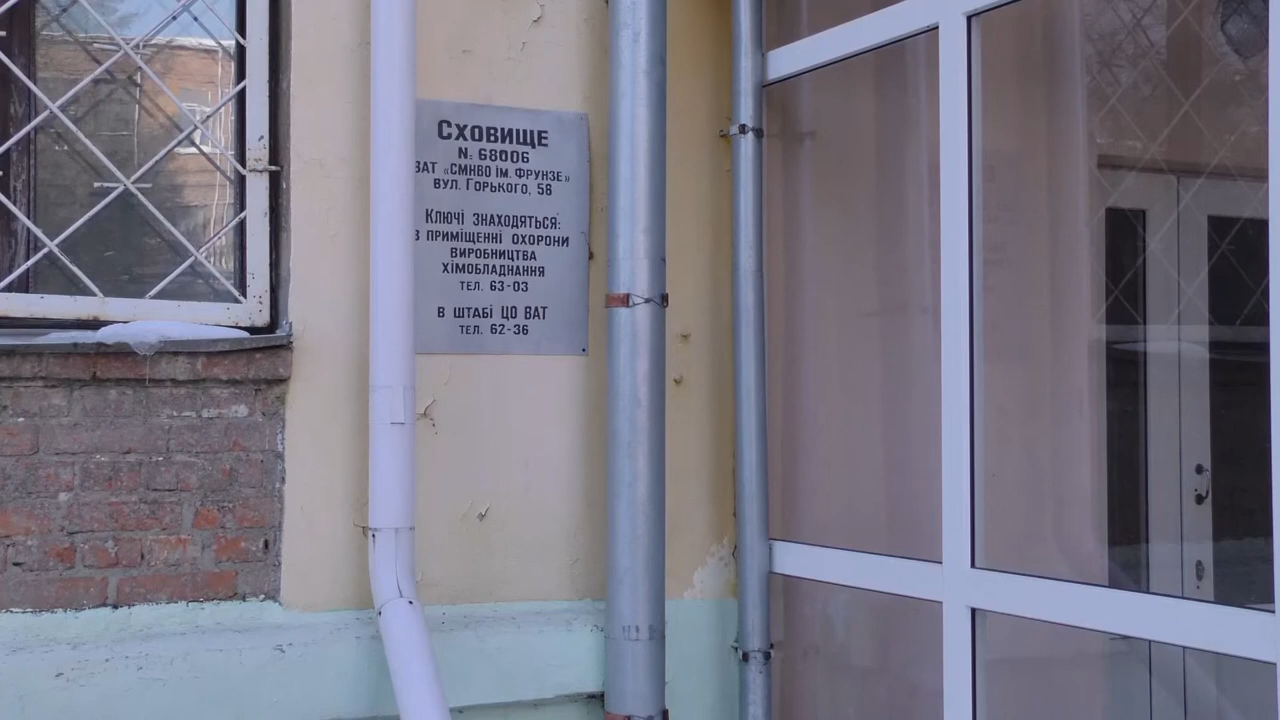 Сховище
№ 68006
ВАТ «СМНВО ІМ. ФРУНЗЕ»
вул. Горького, 58
Ключі знаходяться:
в приміщенні охорони
виробництва
хімобладнання
тел. 63-03
в штабі ЦО ВАТ
тел. 62-36